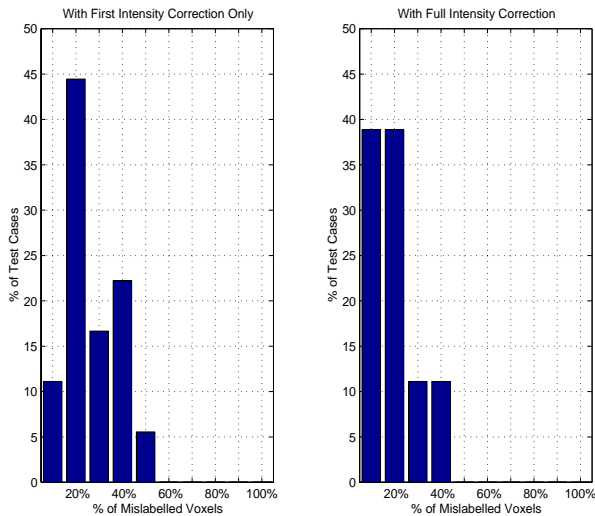 With First Intensity Correction Only
50
45
40
35
30
25
20
15
10
5
0
% of Test Cases
20% 40% 60% 80% 100%
% of Mislabelled Voxels
With Full Intensity Correction
50
45
40
35
30
25
20
15
10
5
0
% of Test Cases
20% 40% 60% 80% 100%
% of Mislabelled Voxels